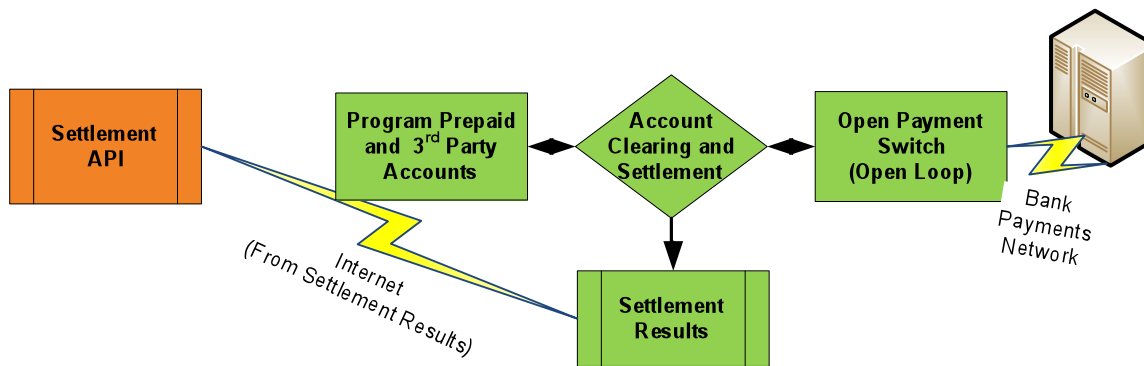 Settlement
API
Program Prepaid
and 3rd Party
Accounts
Account
Clearing and
Settlement
Open Payment
Switch
(Open Loop)
Bank
Payments
Network
Internet
(From Settlement Results)
Settlement
Results